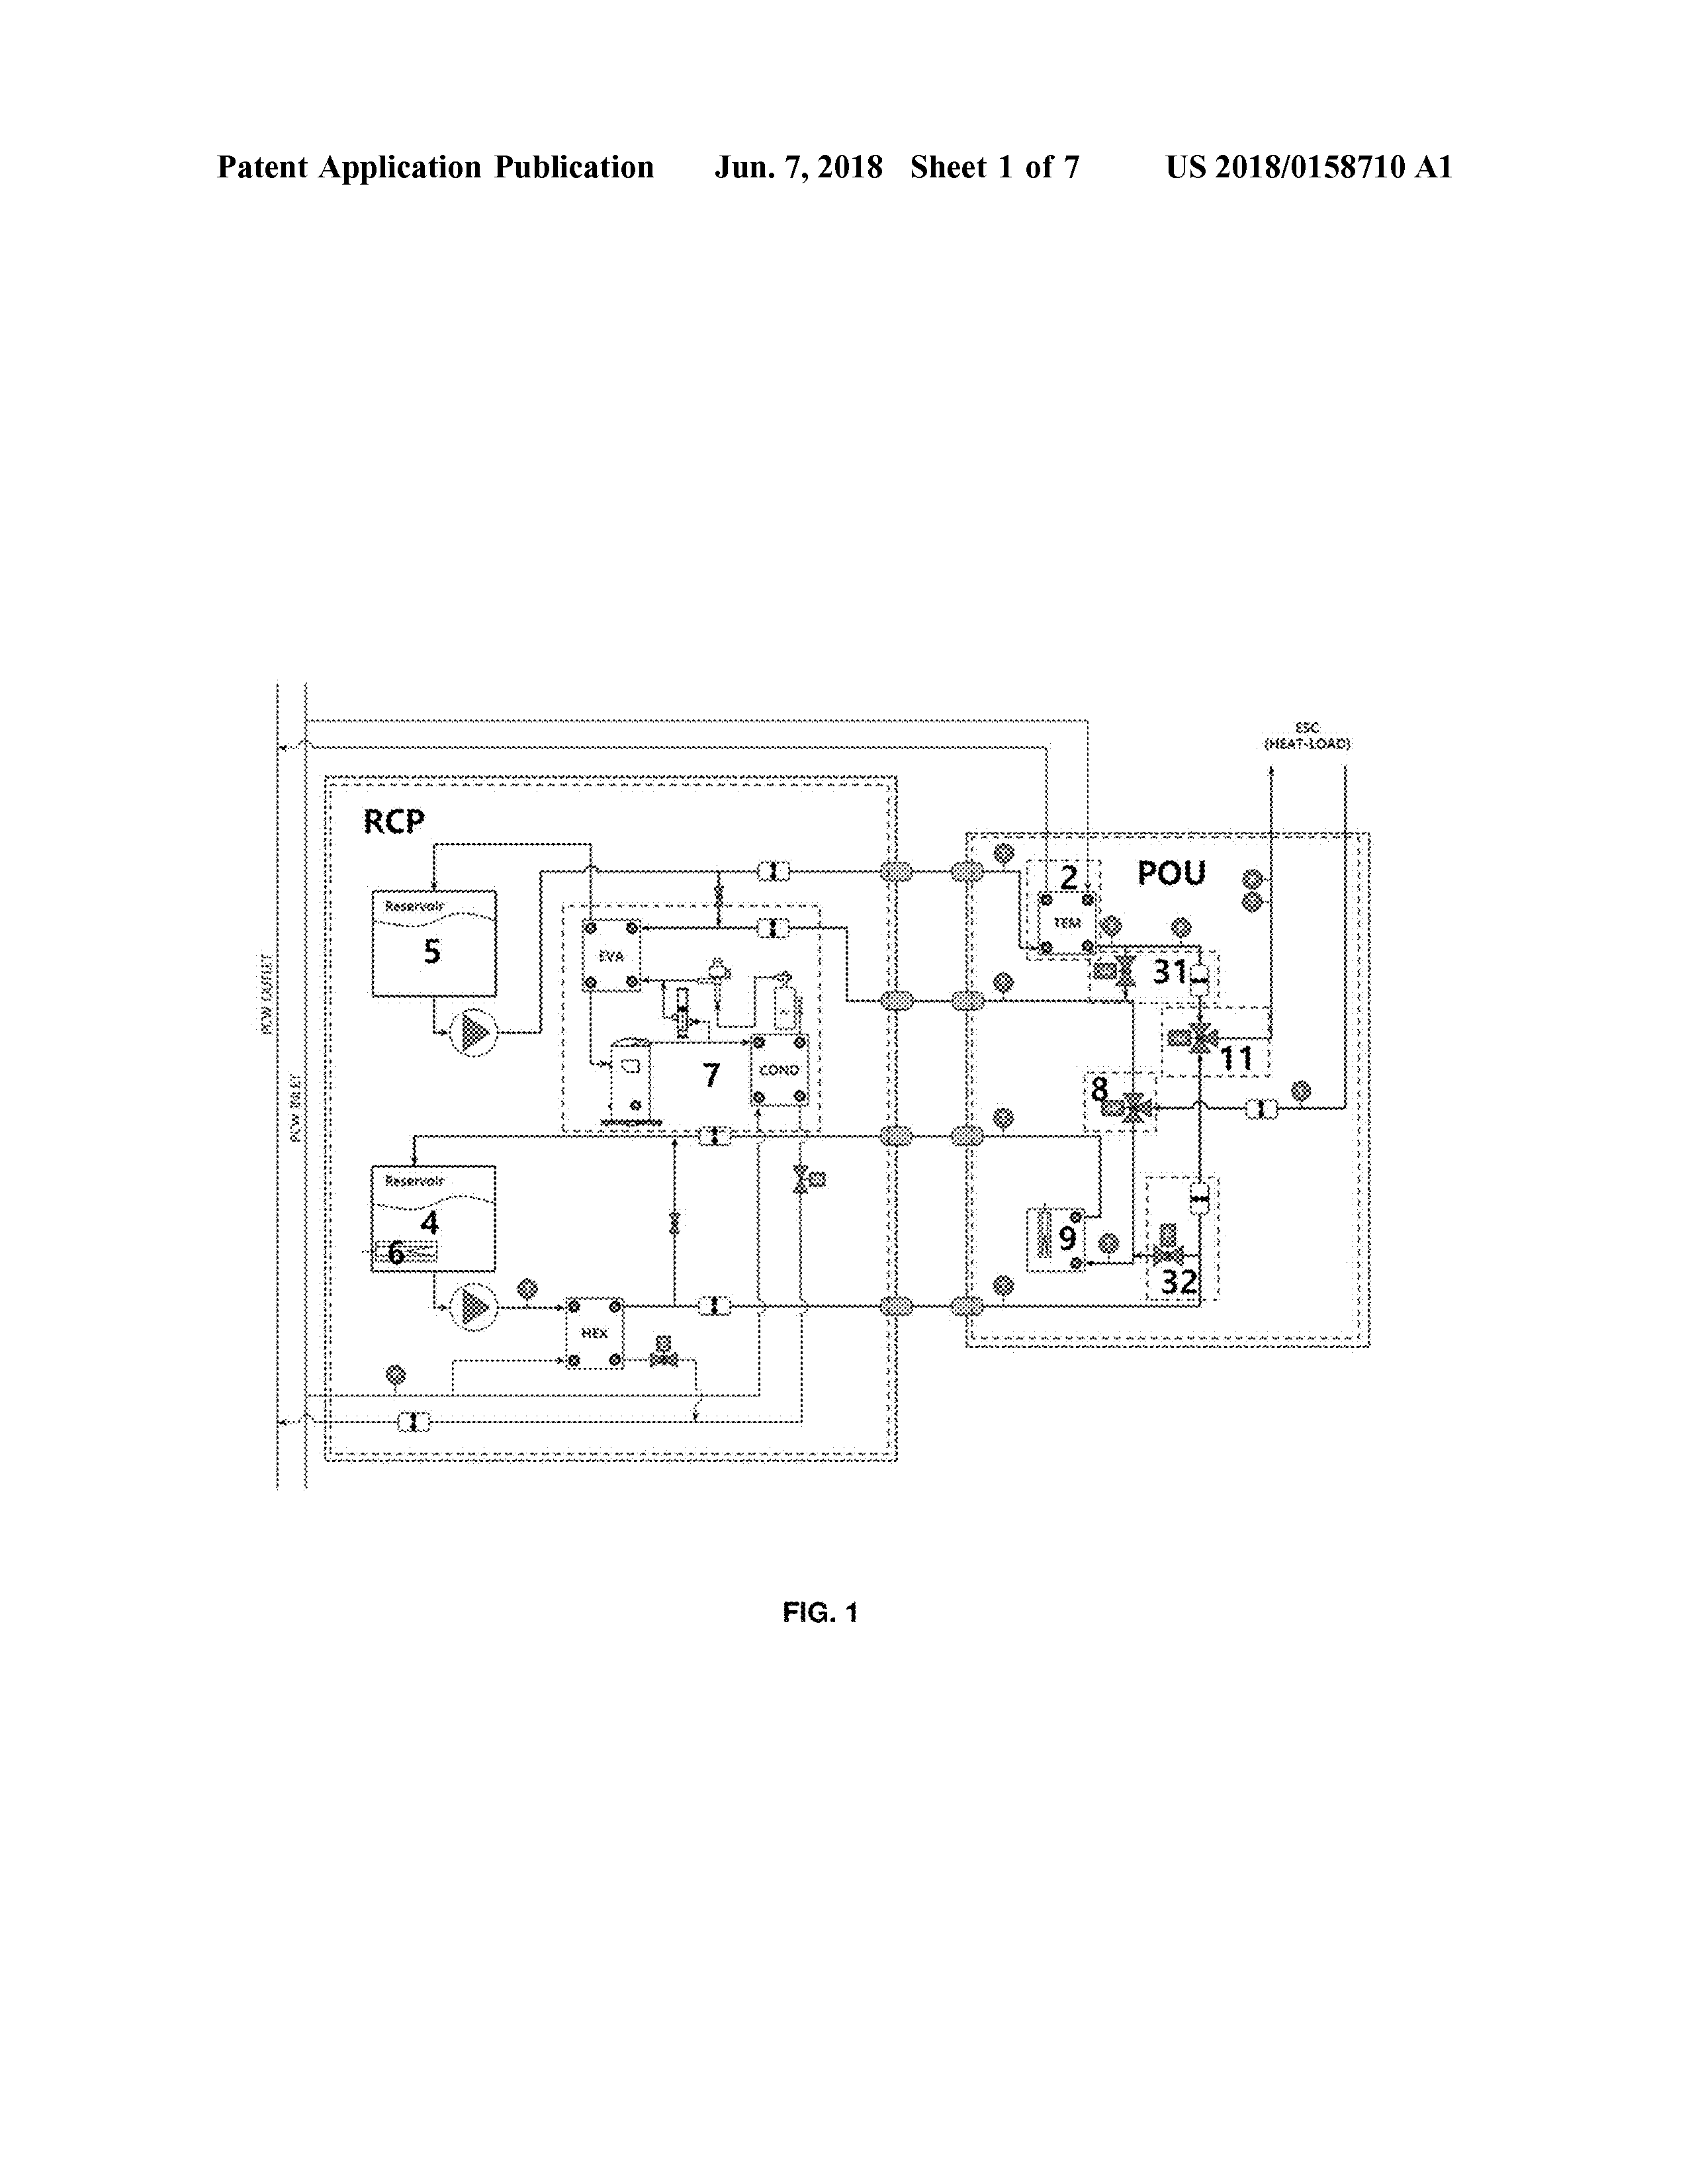 Patent Application Publication Jun. 7, 2018 Sheet 1 of 7 US 2018/0158710 A1
ESC
(HEAT-LOAD)
RCP
POU
2
TEM
Reservoir
5
EVA
31
PCW OUTLET
11
7
COND
8
PCW INLET
Reservoir
4
6
9
32
HEX
FIG. 1